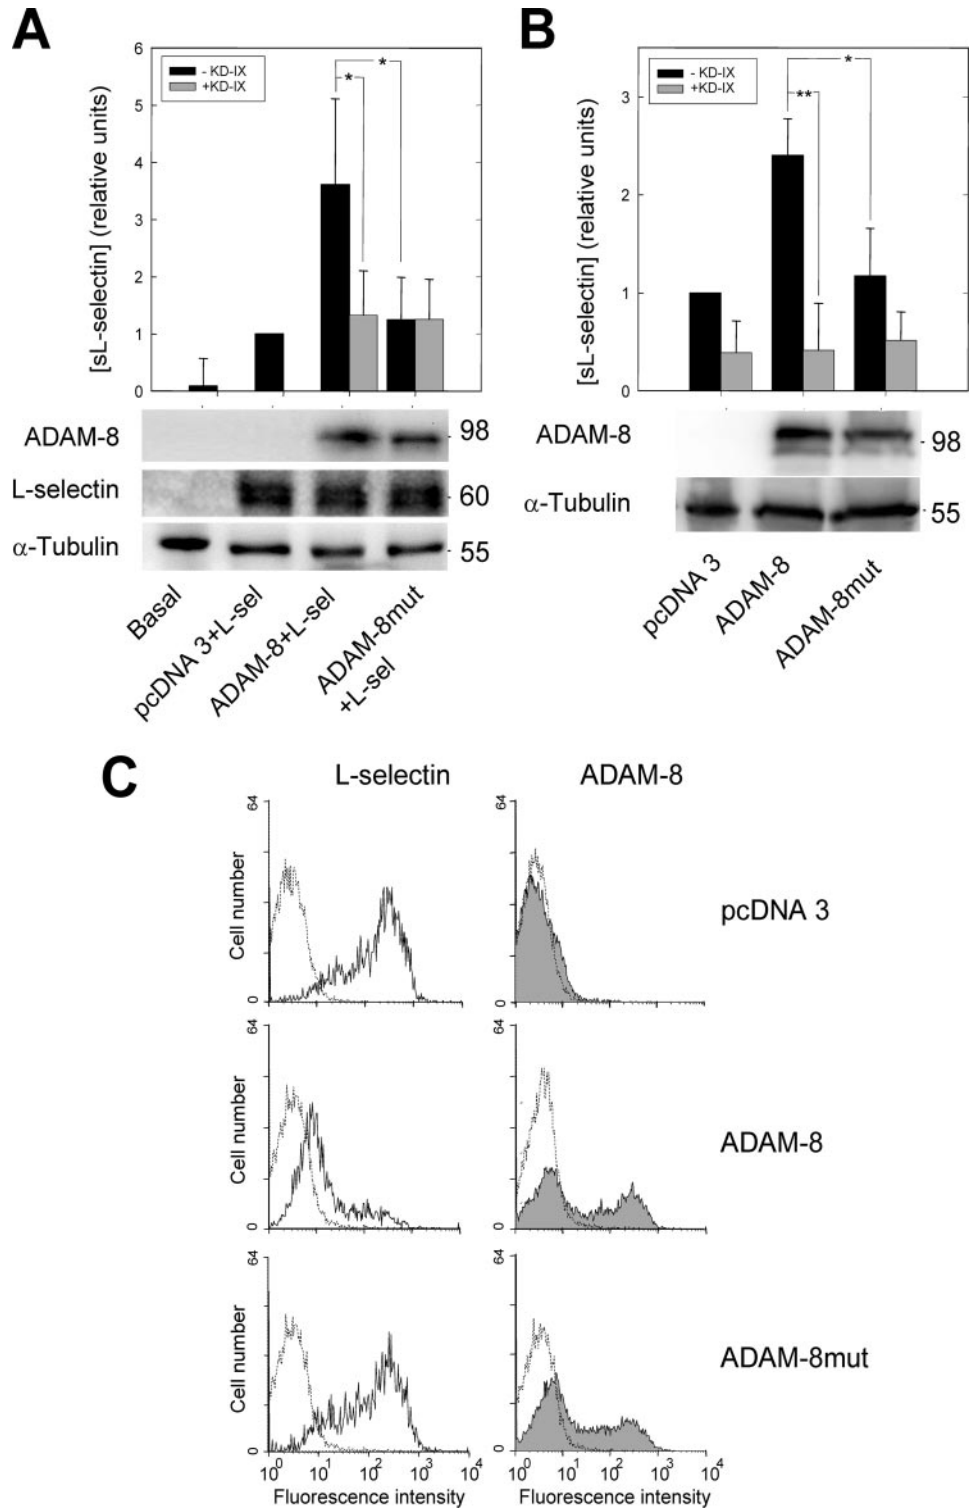 A
[sL-selectin] (relative units)
6
5
4
3
2
1
0
- KD-IX
+KD-IX
*
*
ADAM-8
98
L-selectin
60
α-Tubulin
55
Basal
pcDNA 3+L-sel
ADAM-8+L-sel
ADAM-8mut
+L-sel
B
[sL-selectin] (relative units)
3
2
1
0
- KD-IX
+KD-IX
*
**
ADAM-8
98
α-Tubulin
55
pcDNA 3
ADAM-8
ADAM-8mut
C
L-selectin
ADAM-8
64
Cell number
0
64
0
pcDNA 3
64
Cell number
0
64
0
ADAM-8
64
Cell number
0
64
0
ADAM-8mut
10⁰ 10¹ 10² 10³ 10⁴
Fluorescence intensity
10⁰ 10¹ 10² 10³ 10⁴
Fluorescence intensity